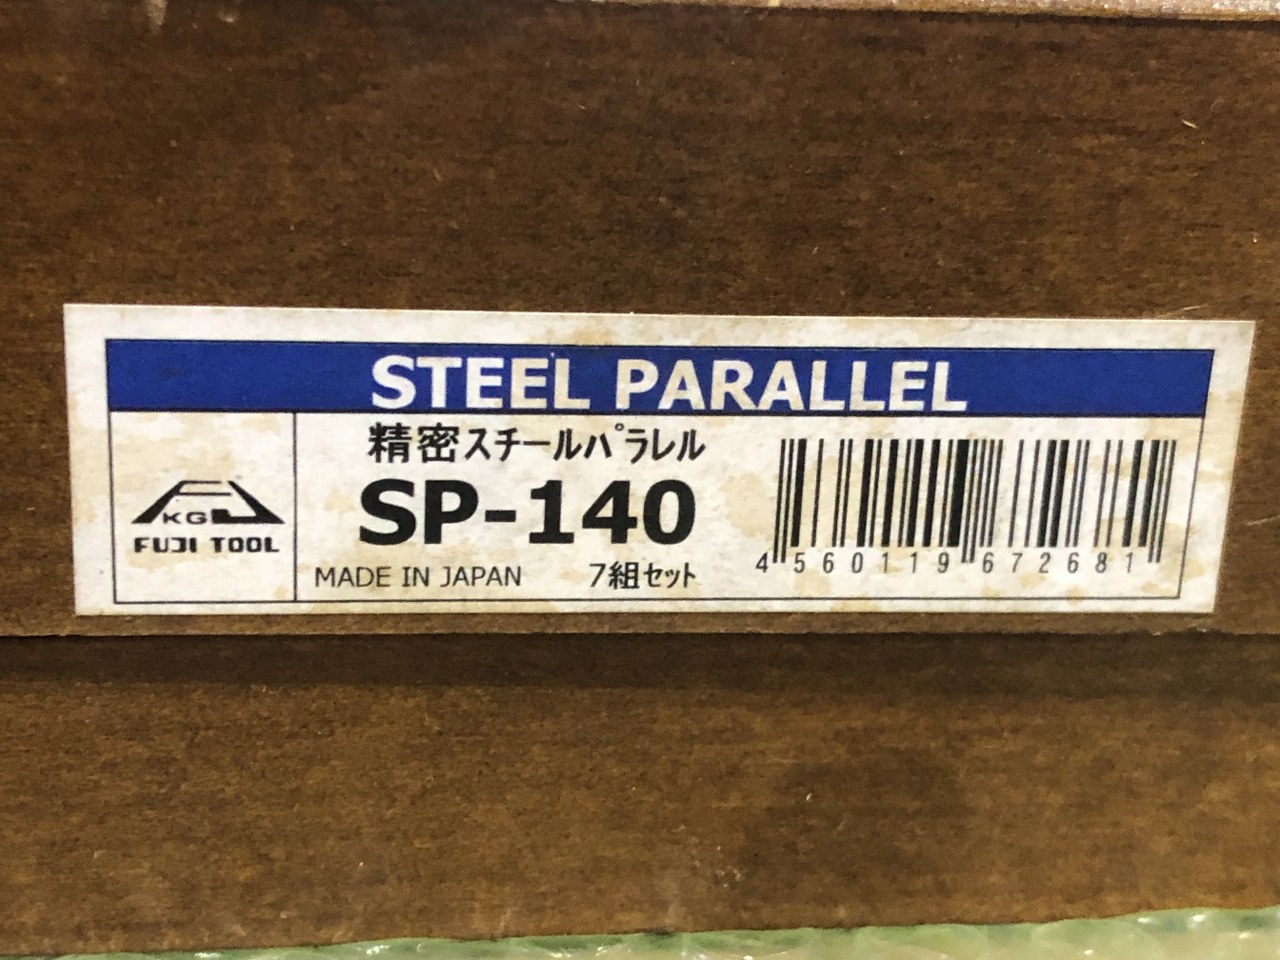 STEEL PARALLEL
精密スチールパラレル
SP-140
KG
FUJI TOOL
MADE IN JAPAN 7組セット
4560119672681